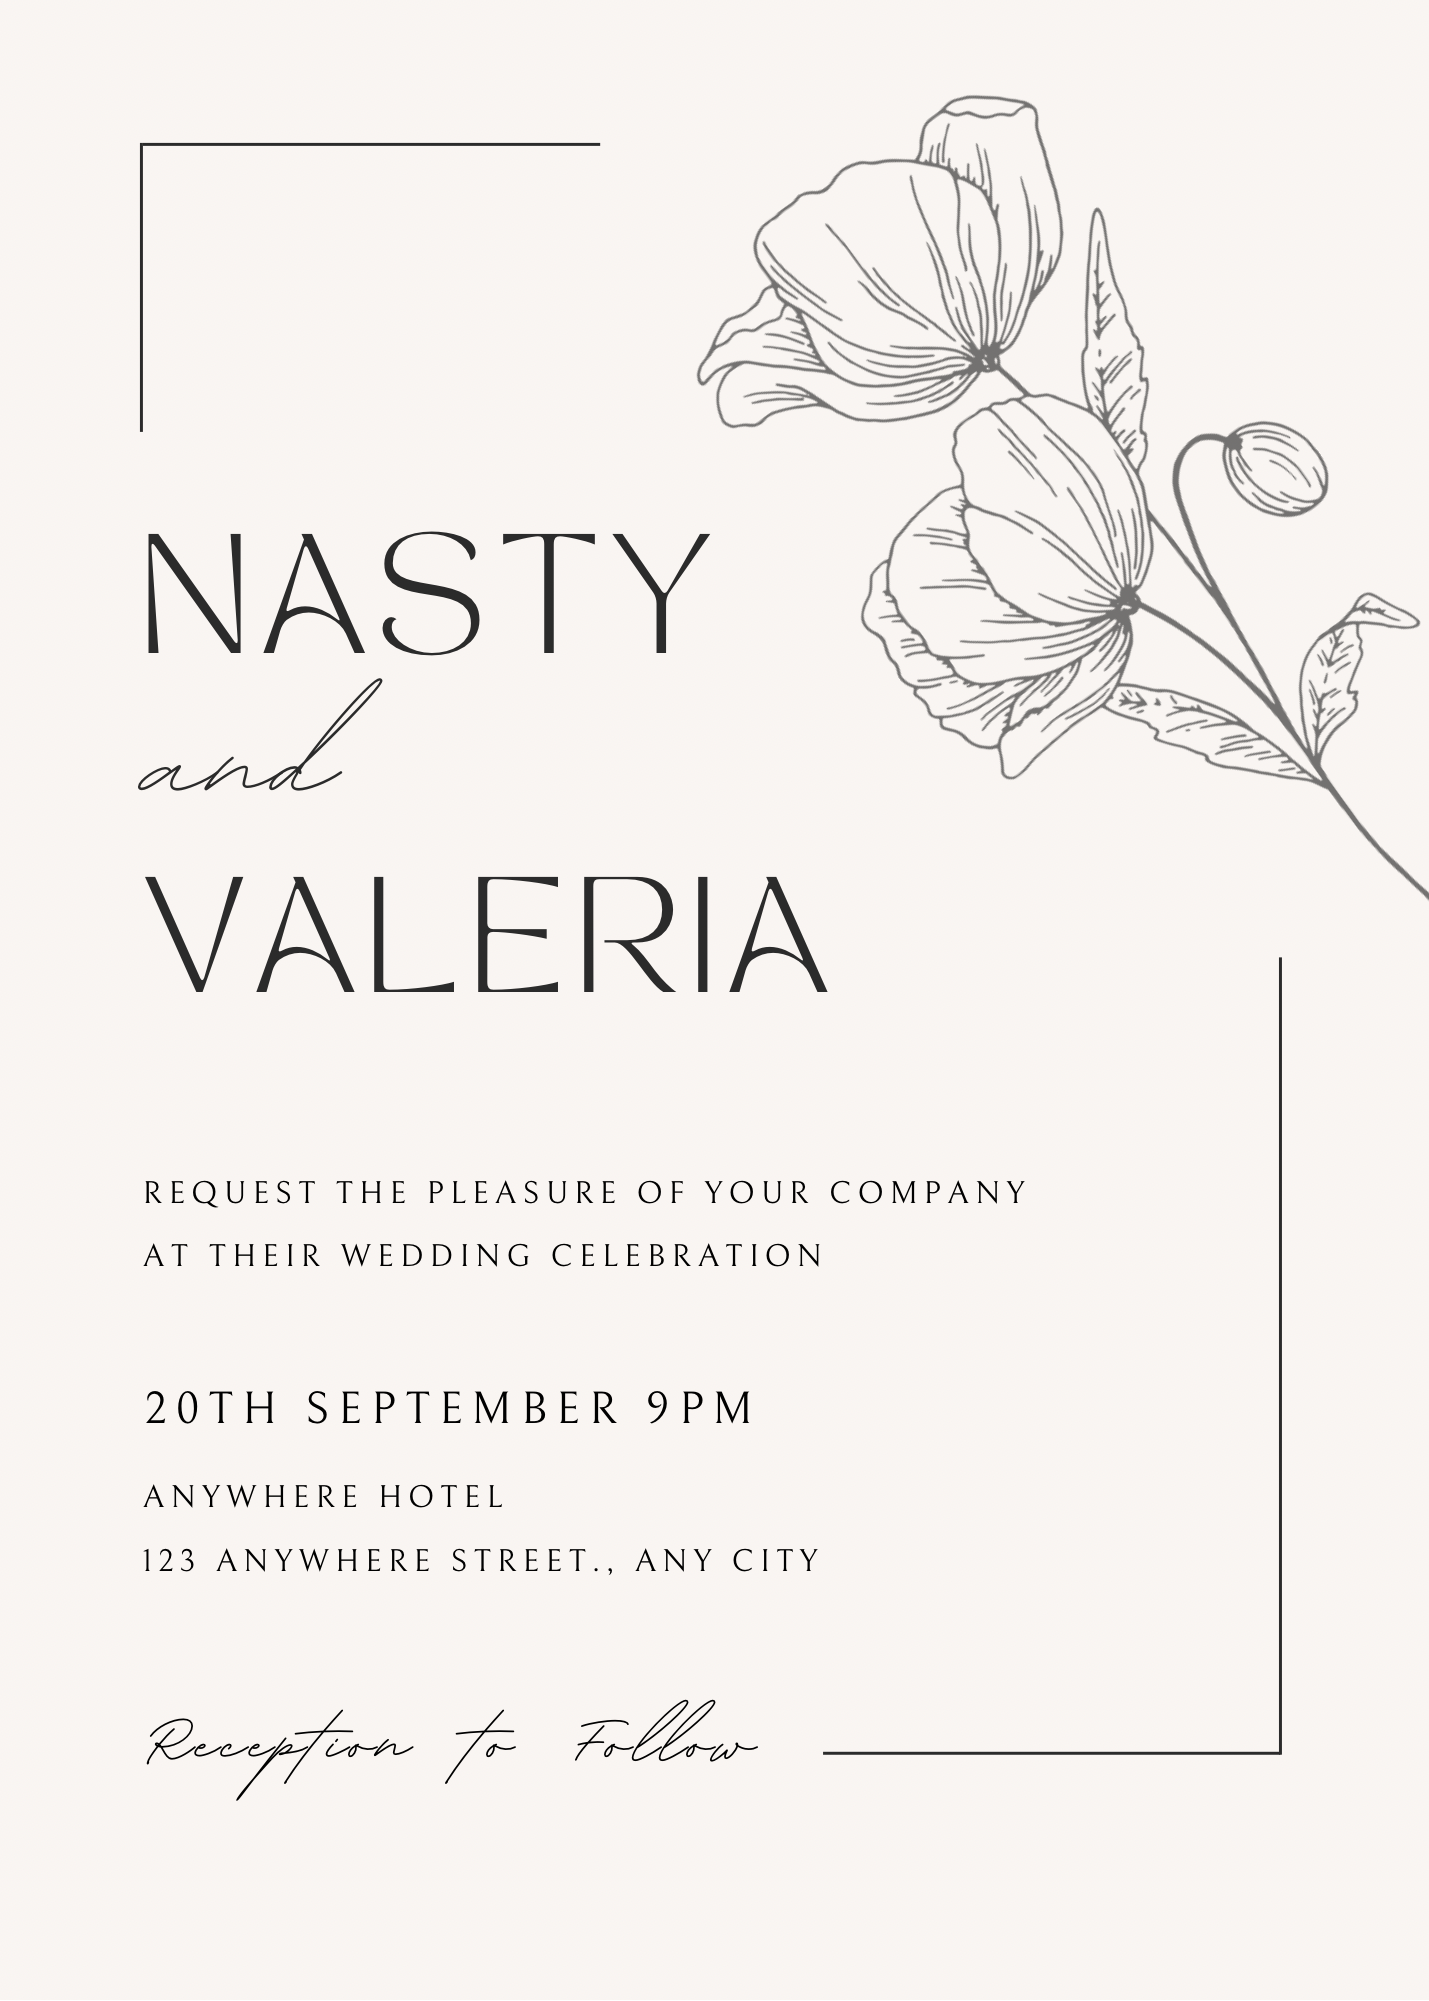 NASTY
and
VALERIA
REQUEST THE PLEASURE OF YOUR COMPANY
AT THEIR WEDDING CELEBRATION
20TH SEPTEMBER 9PM
ANYWHERE HOTEL
123 ANYWHERE STREET., ANY CITY
Reception to Follow